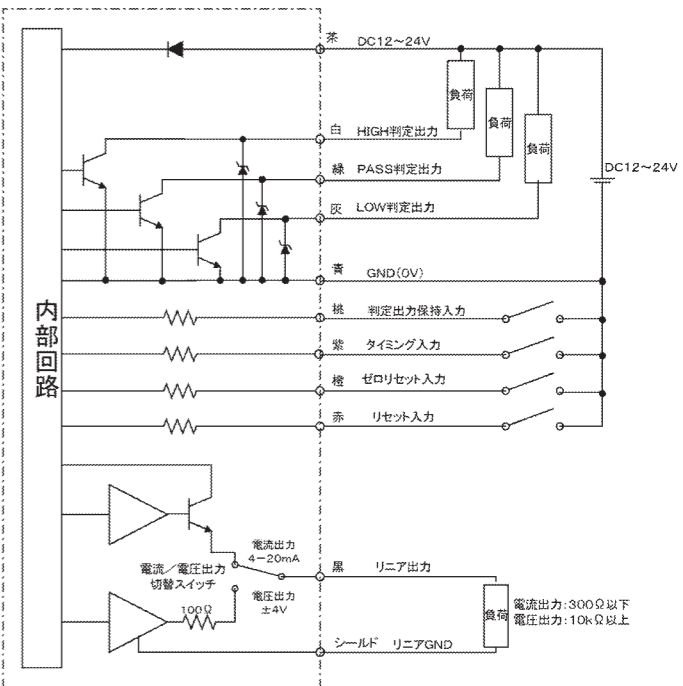 茶 DC12～24V
負荷
負荷
負荷
白 HIGH判定出力
緑 PASS判定出力
DC12～24V
灰 LOW判定出力
青 GND(0V)
内部回路
桃 判定出力保持入力
紫 タイミング入力
橙 ゼロリセット入力
赤 リセット入力
電流出力
4－20mA
電流／電圧出力
切替スイッチ
黒 リニア出力
電圧出力
±4V
100Ω
負荷
電流出力:300Ω以下
電圧出力:10kΩ以上
シールド リニアGND